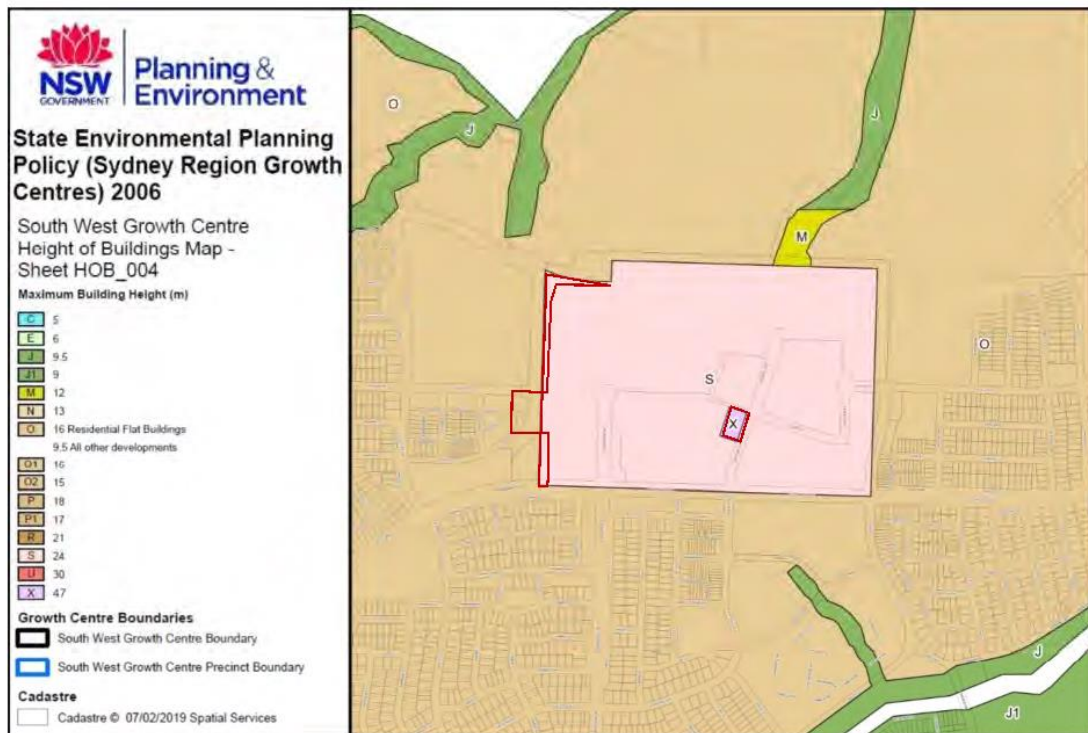 NSW
GOVERNMENT
Planning &
Environment
State Environmental Planning
Policy (Sydney Region Growth
Centres) 2006
South West Growth Centre
Height of Buildings Map -
Sheet HOB_004
Maximum Building Height (m)
C 5
E 6
J 9.5
J1 9
M 12
N 13
O 16 Residential Flat Buildings
9.5 All other developments
O1 16
O2 15
P 18
P1 17
R 21
S 24
U 30
X 47
Growth Centre Boundaries
South West Growth Centre Boundary
South West Growth Centre Precinct Boundary
Cadastre
Cadastre © 07/02/2019 Spatial Services
O
J
J
M
O
S
X
J
J1